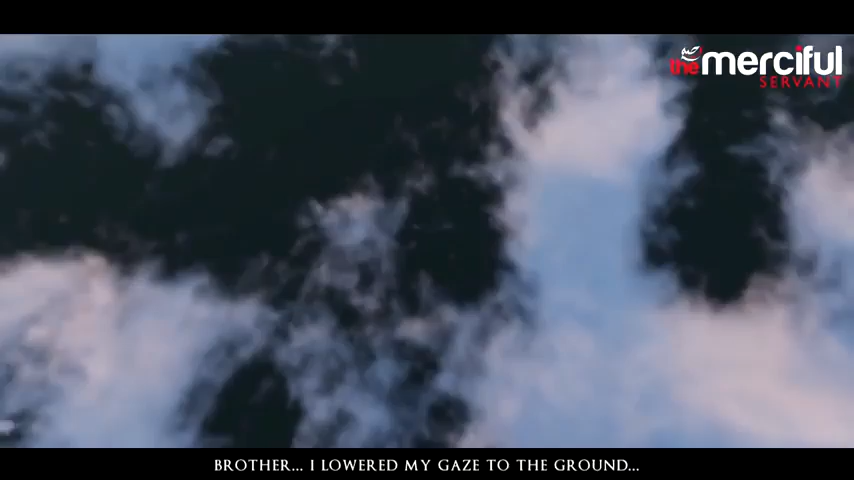 the merciful
SERVANT
BROTHER... I LOWERED MY GAZE TO THE GROUND...